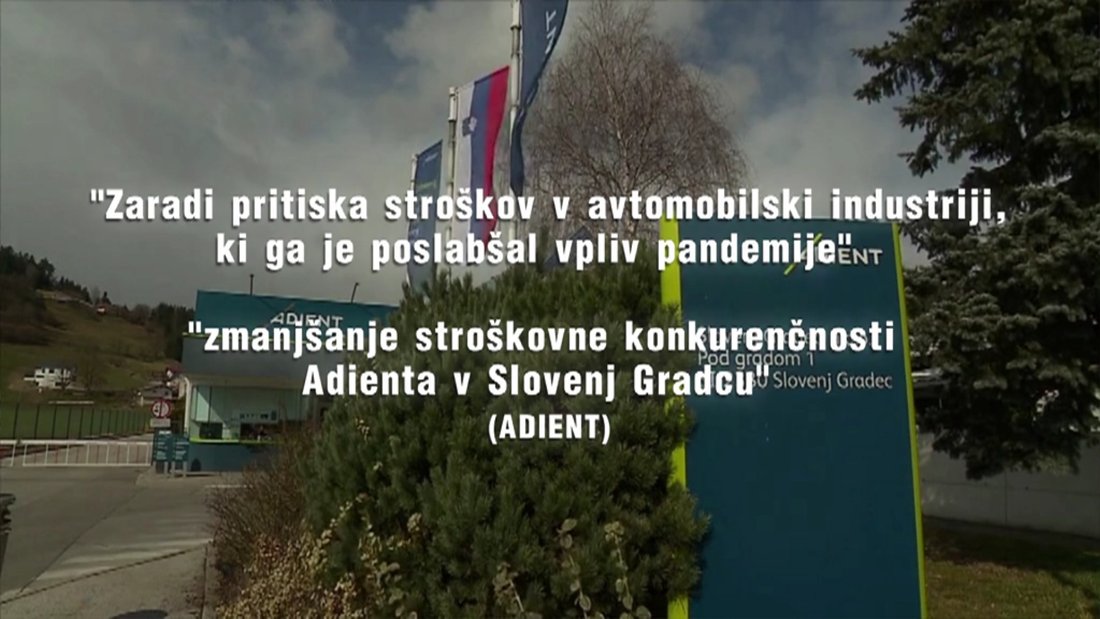 "Zaradi pritiska stroškov v avtomobilski industriji,
ki ga je poslabšal vpliv pandemije"
"zmanjšanje stroškovne konkurenčnosti
Adienta v Slovenj Gradcu"
(ADIENT)
ADIENT
ADIENT
Pod gradom 1
Slovenj Gradec